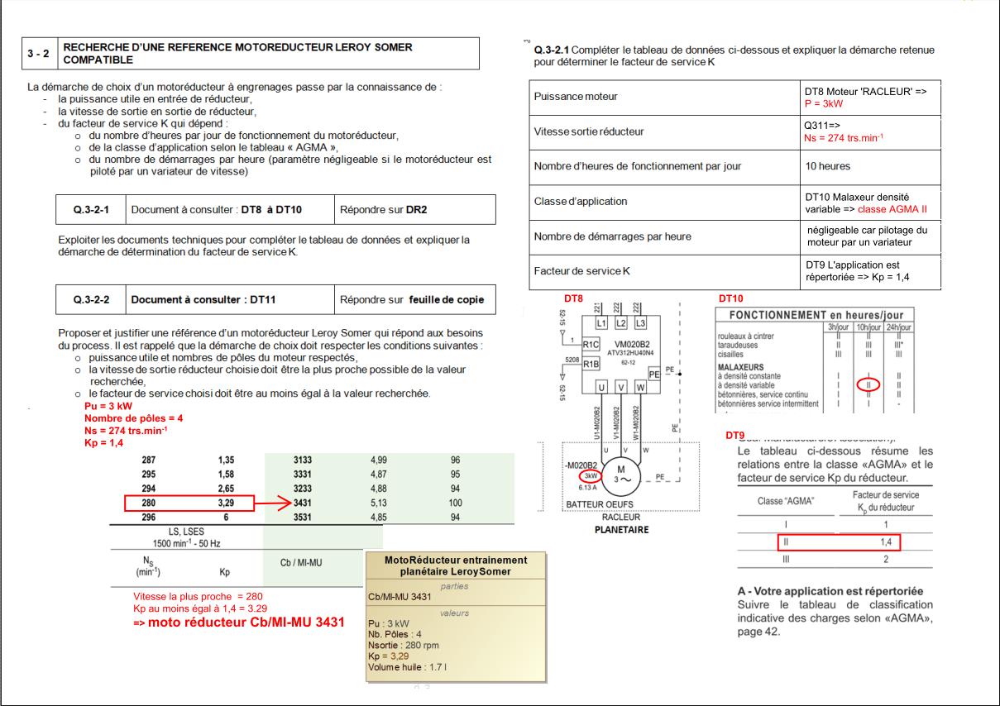 3 - 2
RECHERCHE D'UNE REFERENCE MOTOREDUCTEUR LEROY SOMER
COMPATIBLE
La démarche de choix d'un motoréducteur à engrenages passe par la connaissance de :
- la puissance utile en entrée de réducteur,
- la vitesse de sortie en sortie de réducteur,
- du facteur de service K qui dépend :
o du nombre d'heures par jour de fonctionnement du motoréducteur,
o de la classe d'application selon le tableau « AGMA »,
o du nombre de démarrages par heure (paramètre négligeable si le motoréducteur est
piloté par un variateur de vitesse)
Q.3-2-1 Document à consulter : DT8 à DT10 Répondre sur DR2
Exploiter les documents techniques pour compléter le tableau de données et expliquer la
démarche de détermination du facteur de service K.
Q.3-2-2 Document à consulter : DT11 Répondre sur feuille de copie
Proposer et justifier une référence d'un motoréducteur Leroy Somer qui répond aux besoins
du process. Il est rappelé que la démarche de choix doit respecter les conditions suivantes :
o puissance utile et nombres de pôles du moteur respectés,
o la vitesse de sortie réducteur choisie doit être la plus proche possible de la valeur
recherchée,
o le facteur de service choisi doit être au moins égal à la valeur recherchée.
Pu = 3 kW
Nombre de pôles = 4
Ns = 274 trs.min-1
Kp = 1,4
287 1,35 3133 4,99 96
295 1,58 3331 4,87 95
294 2,65 3233 4,88 94
280 3,29 3431 5,13 100
296 6 3531 4,85 94
LS, LSES
1500 min-1 - 50 Hz
NS
(min-1) Kp Cb / MI-MU
Vitesse la plus proche = 280
Kp au moins égal à 1,4 = 3.29
=> moto réducteur Cb/MI-MU 3431
MotoRéducteur entrainement
planétaire LeroySomer
parties
Cb/MI-MU 3431
valeurs
Pu : 3 kW
Nb. Pôles : 4
Nsortie : 280 rpm
Kp = 3,29
Volume huile : 1.7 l
Q.3-2.1 Compléter le tableau de données ci-dessous et expliquer la démarche retenue
pour déterminer le facteur de service K
Puissance moteur
DT8 Moteur 'RACLEUR' =>
P = 3kW
Vitesse sortie réducteur
Q311=>
Ns = 274 trs.min-1
Nombre d'heures de fonctionnement par jour 10 heures
Classe d'application
DT10 Malaxeur densité
variable => classe AGMA II
Nombre de démarrages par heure
négligeable car pilotage du
moteur par un variateur
Facteur de service K
DT9 L'application est
répertoriée => Kp = 1,4
DT8
221 222 222
52-15
L1 L2 L3
1 R1C
VM020B2
ATV312HU40N4
62-12
5208 R1B
PE PE
52-15
U V W
U1-M020B2 V1-M020B2 W1-M020B2
PE
U V W
-M020B2
3kW
6.13 A
M
3
PE
BATTEUR OEUFS
RACLEUR
PLANETAIRE
DT10
FONCTIONNEMENT en heures/jour
3h/jour 10h/jour 24h/jour
rouleaux à cintrer II II II
taraudeuses II III III*
cisailles III III III
MALAXEURS
à densité constante I I II
à densité variable I II II
bétonnières, service continu I II II
bétonnières service intermittent I I -
DT9
Le tableau ci-dessous résume les
relations entre la classe «AGMA» et le
facteur de service Kp du réducteur.
Classe "AGMA"
Facteur de service
Kp du réducteur
I 1
II 1,4
III 2
A - Votre application est répertoriée
Suivre le tableau de classification
indicative des charges selon «AGMA»,
page 42.